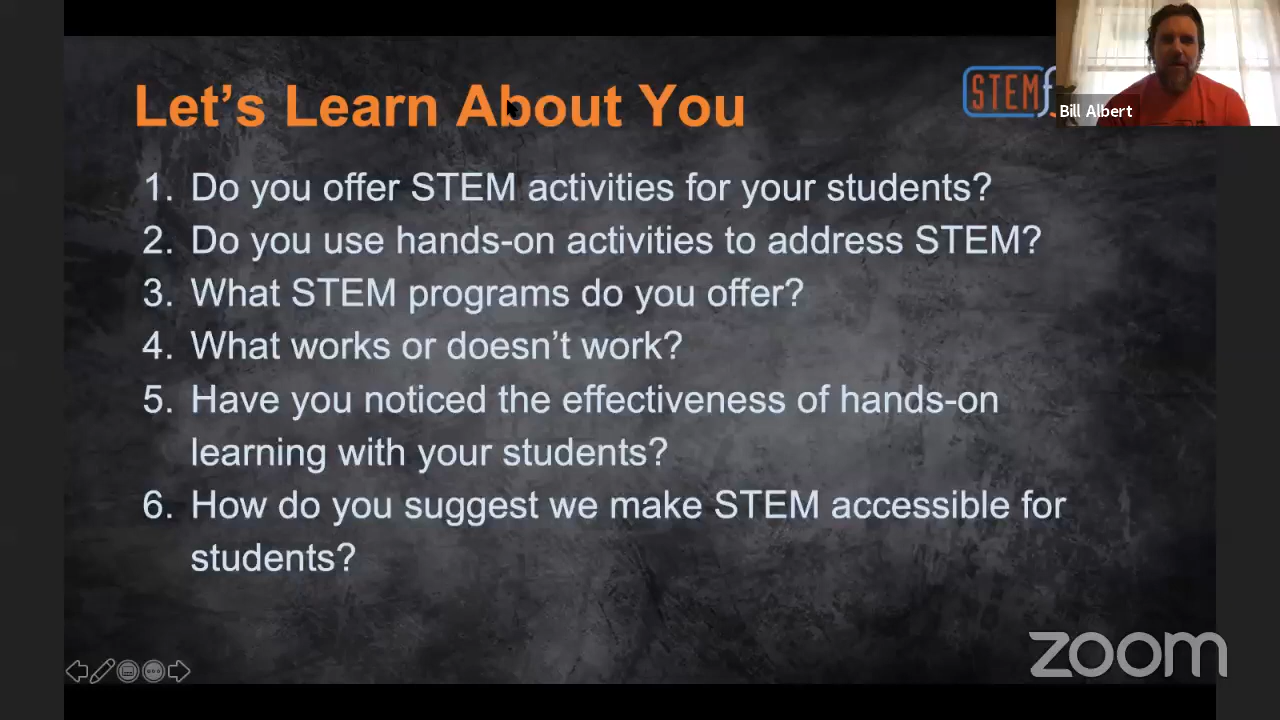 Let's Learn About You
STEMf
Bill Albert
1. Do you offer STEM activities for your students?
2. Do you use hands-on activities to address STEM?
3. What STEM programs do you offer?
4. What works or doesn't work?
5. Have you noticed the effectiveness of hands-on
learning with your students?
6. How do you suggest we make STEM accessible for
students?
zoom